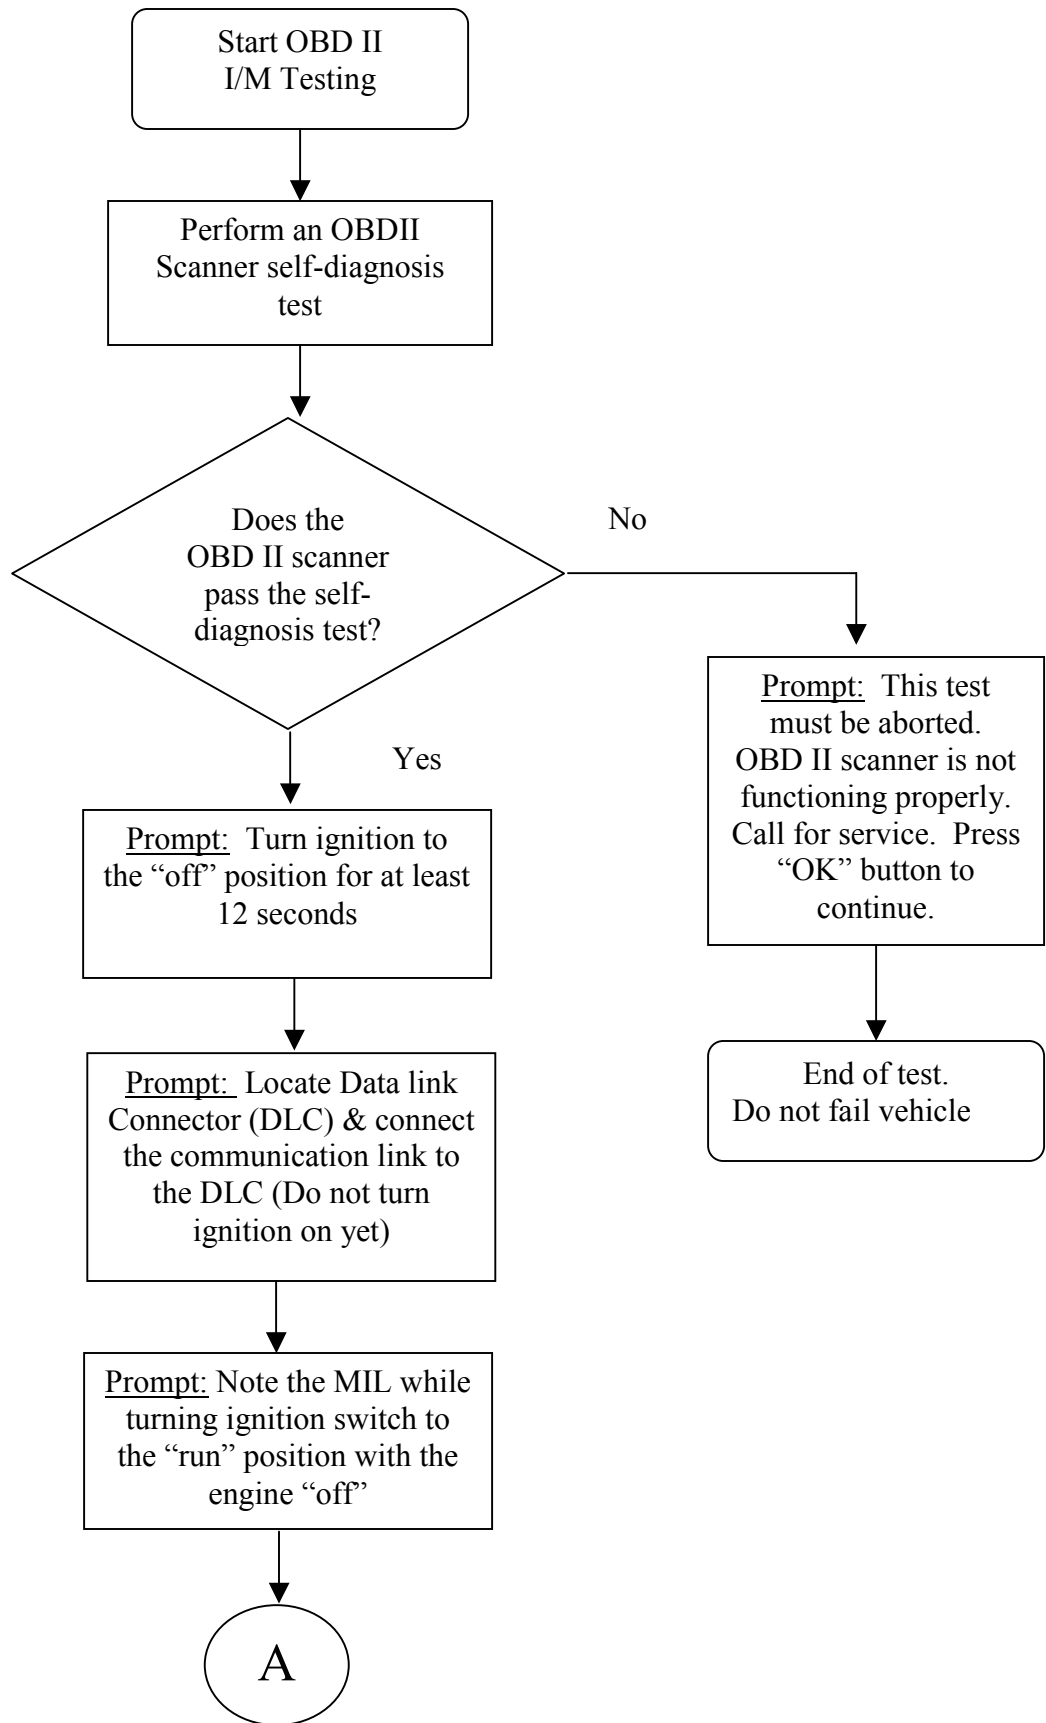 Start OBD II
I/M Testing
Perform an OBDII
Scanner self-diagnosis
test
Does the
OBD II scanner
pass the self-
diagnosis test?
No
Yes
Prompt: This test
must be aborted.
OBD II scanner is not
functioning properly.
Call for service. Press
“OK” button to
continue.
End of test.
Do not fail vehicle
Prompt: Turn ignition to
the “off” position for at least
12 seconds
Prompt: Locate Data link
Connector (DLC) & connect
the communication link to
the DLC (Do not turn
ignition on yet)
Prompt: Note the MIL while
turning ignition switch to
the “run” position with the
engine “off”
A